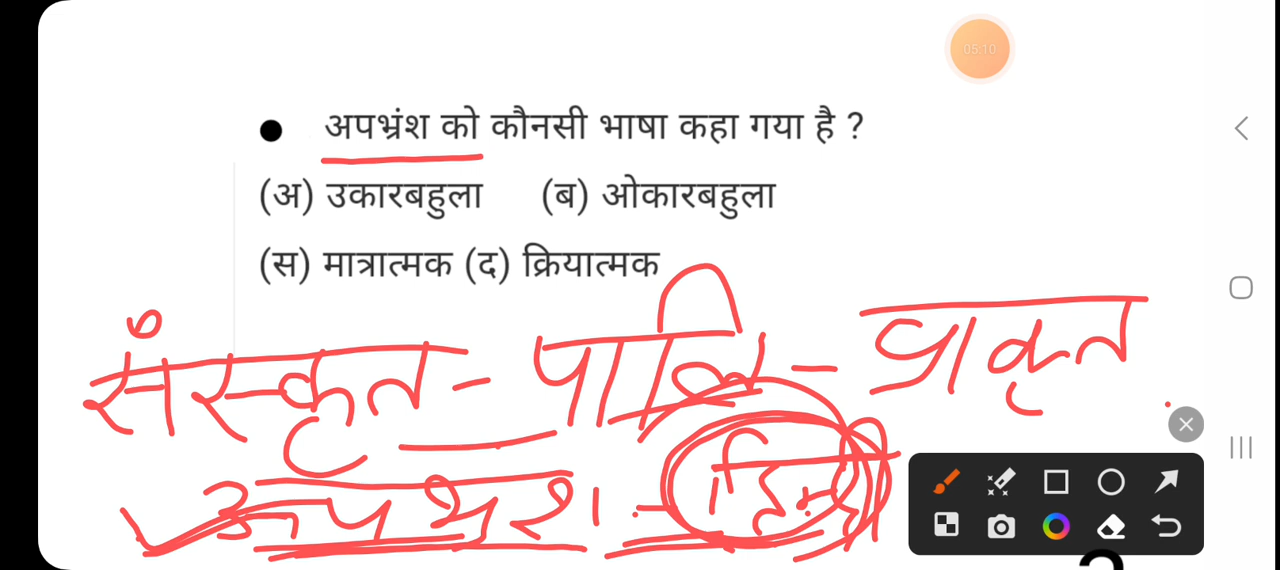 05:10
● अपभ्रंश को कौनसी भाषा कहा गया है ?
(अ) उकारबहुला (ब) ओकारबहुला
(स) मात्रात्मक (द) क्रियात्मक
संस्कृत - पालि - प्राकृत
अपभ्रंश - हिन्दी